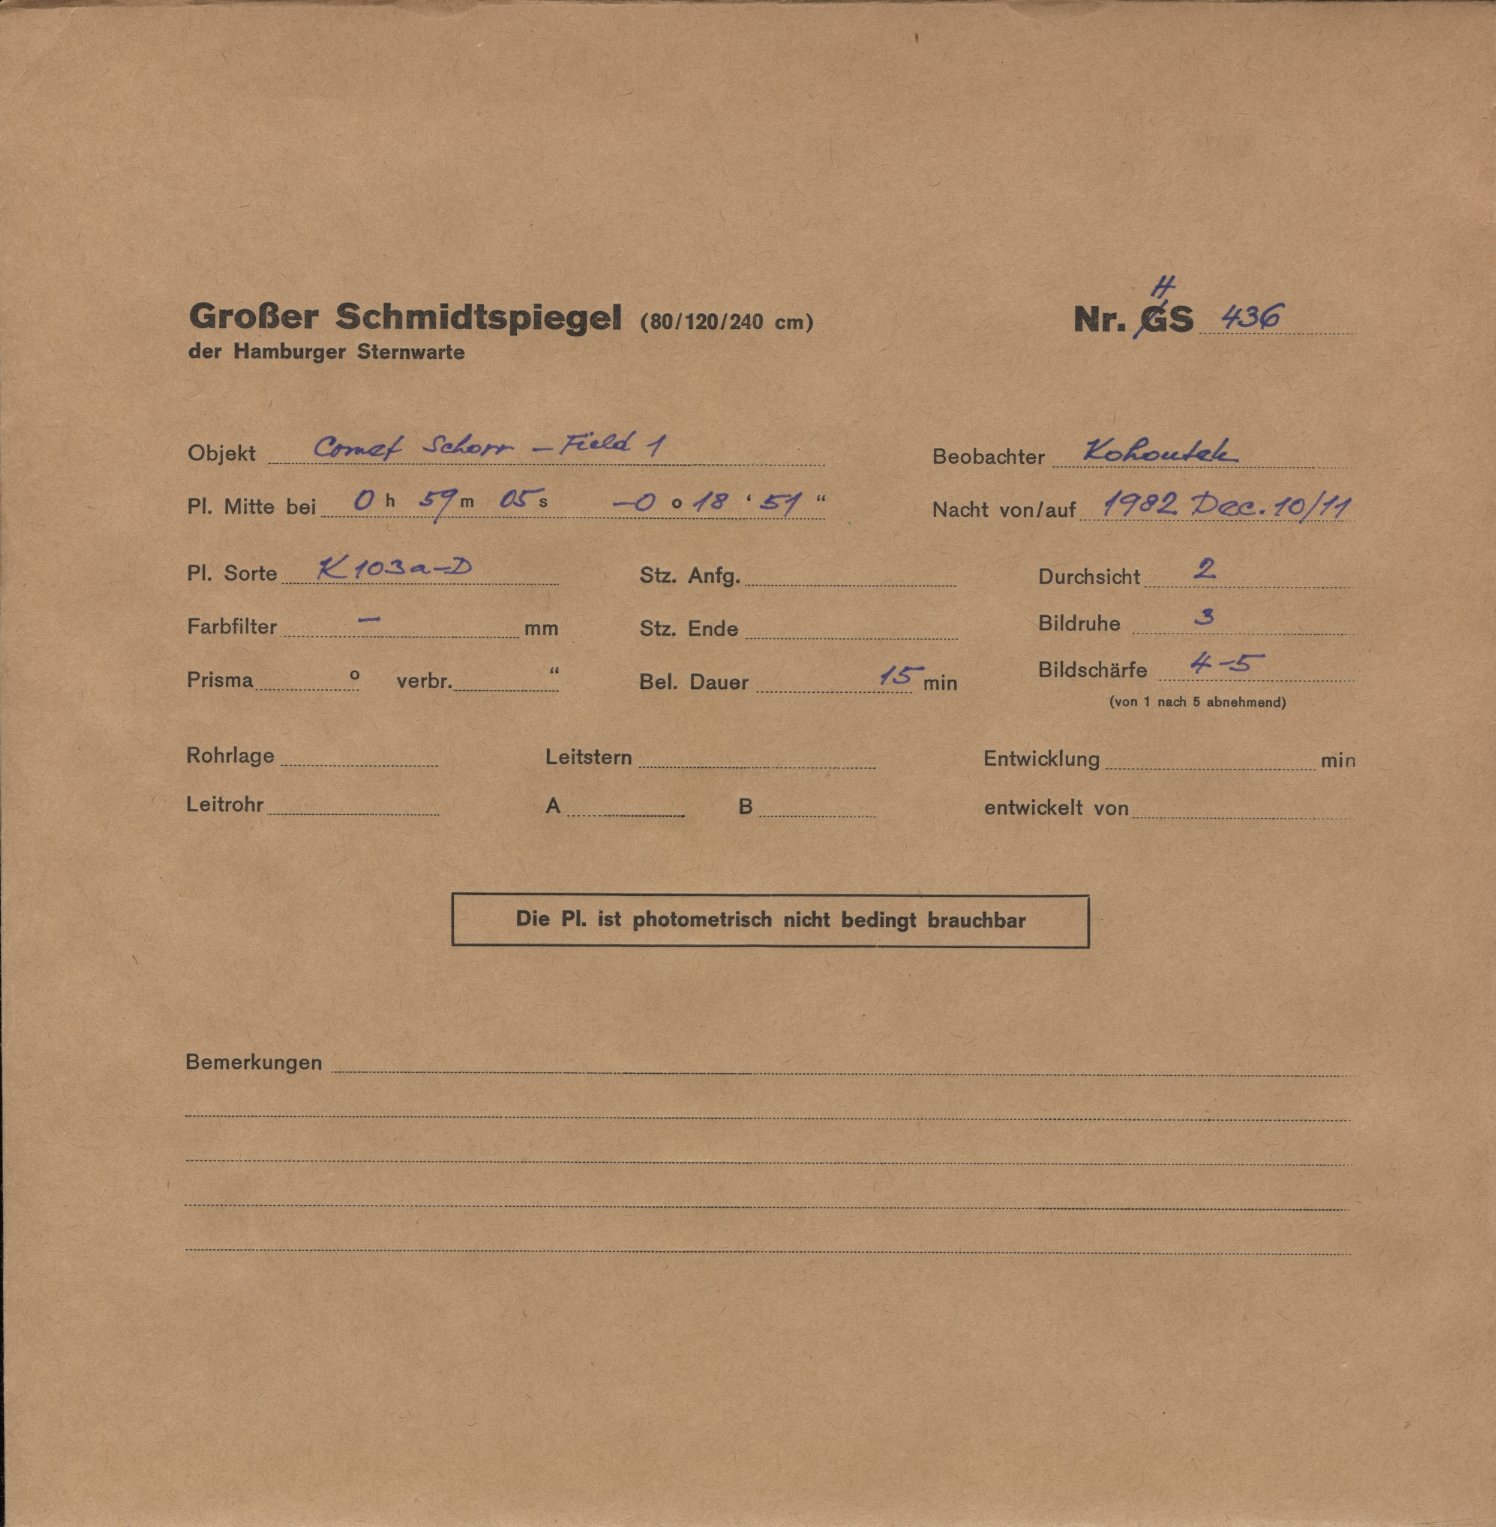 Großer Schmidtspiegel (80/120/240 cm)
der Hamburger Sternwarte
H
Nr. GS 436
Objekt Comet Schorr – Field 1
Beobachter Kohoutek
Pl. Mitte bei 0 h 59 m 05 s –0 o 18 ' 51 "
Nacht von/auf 1982 Dec. 10/11
Pl. Sorte K 103a–D
Stz. Anfg.
Durchsicht 2
Farbfilter – mm
Stz. Ende
Bildruhe 3
Prisma o verbr. "
Bel. Dauer 15 min
Bildschärfe 4–5
(von 1 nach 5 abnehmend)
Rohrlage
Leitstern
Entwicklung min
Leitrohr
A B
entwickelt von
Die Pl. ist photometrisch nicht bedingt brauchbar
Bemerkungen